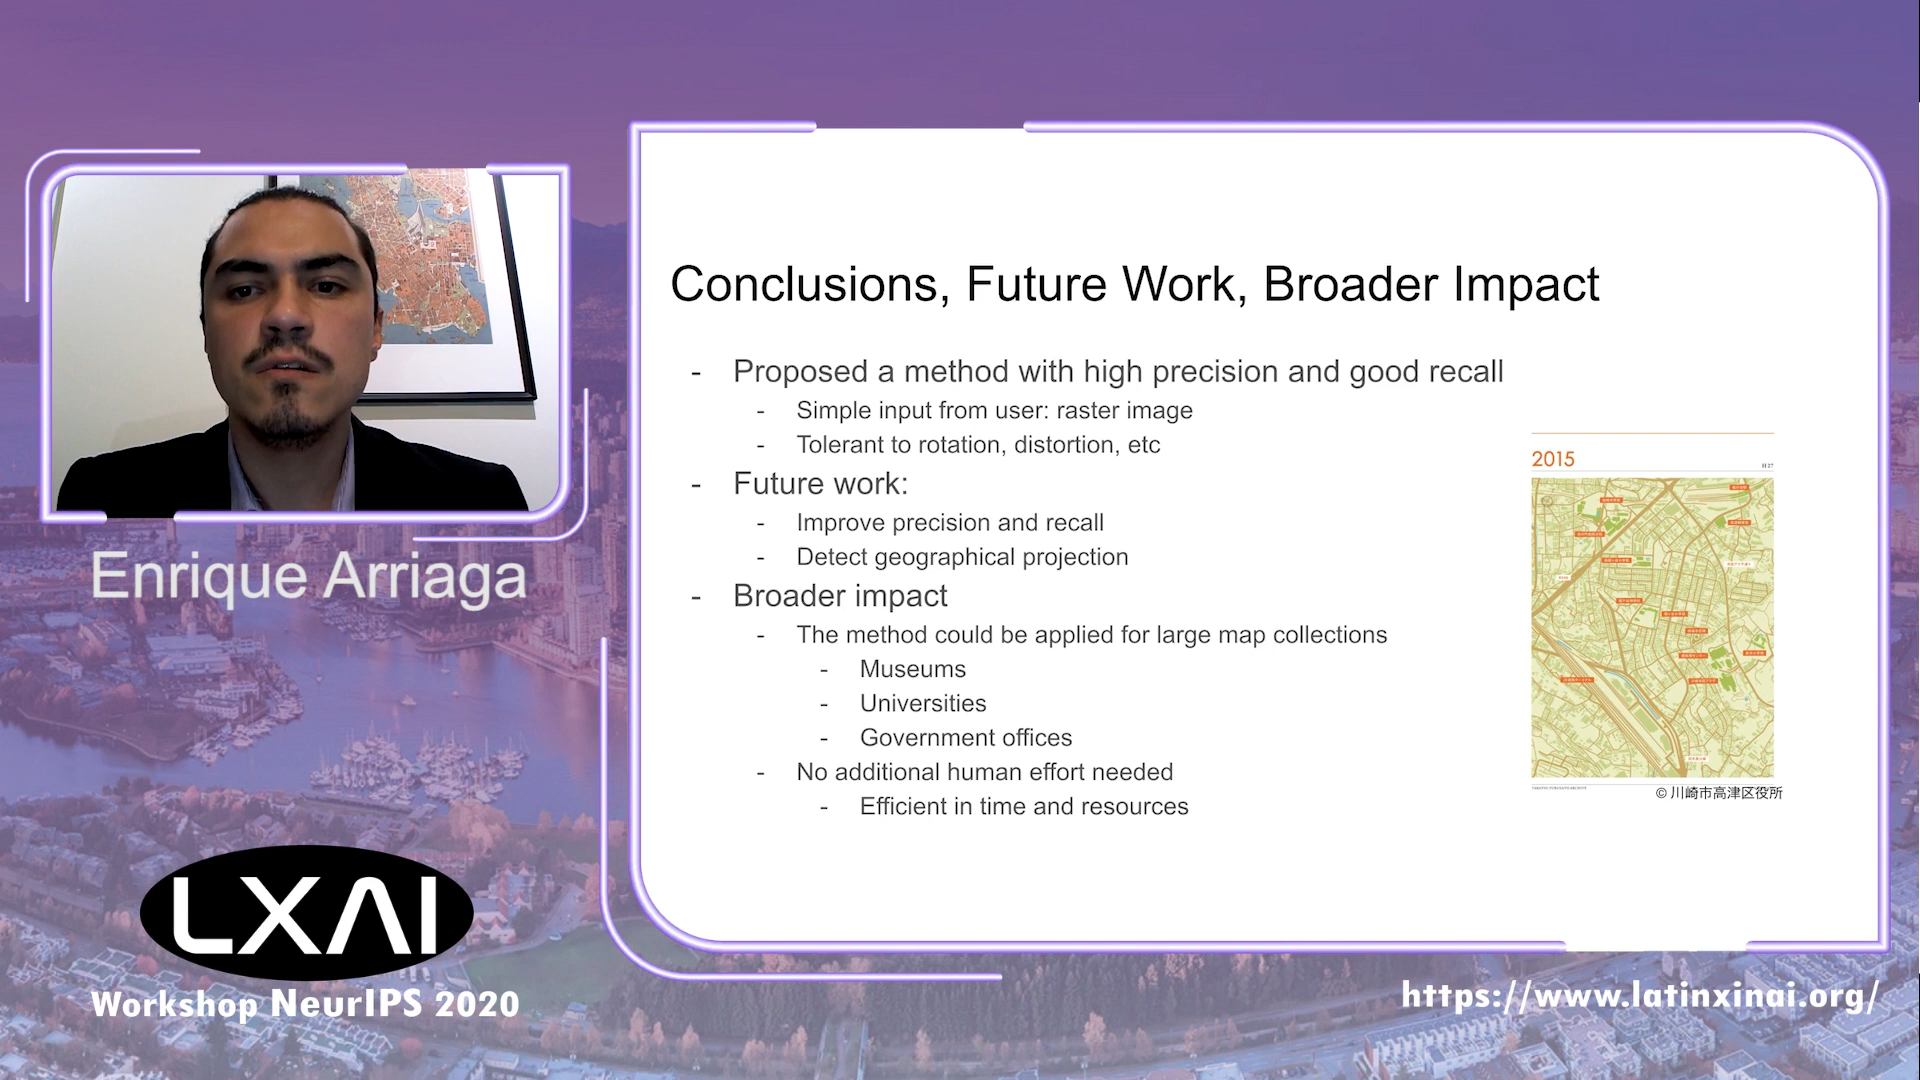 Enrique Arriaga
LXAI
Workshop NeurIPS 2020
Conclusions, Future Work, Broader Impact
- Proposed a method with high precision and good recall
- Simple input from user: raster image
- Tolerant to rotation, distortion, etc
- Future work:
- Improve precision and recall
- Detect geographical projection
- Broader impact
- The method could be applied for large map collections
- Museums
- Universities
- Government offices
- No additional human effort needed
- Efficient in time and resources
2015
H 27
© 川崎市高津区役所
https://www.latinxinai.org/